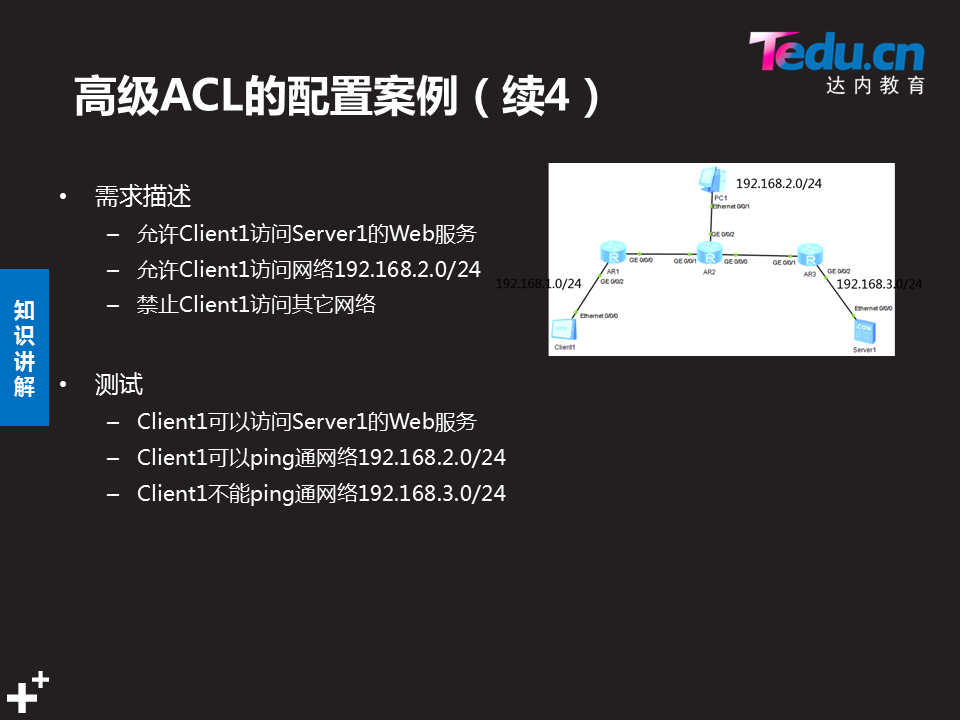 Tedu.cn
达内教育
高级ACL的配置案例（续4）
知识讲解
• 需求描述
– 允许Client1访问Server1的Web服务
– 允许Client1访问网络192.168.2.0/24
– 禁止Client1访问其它网络
• 测试
– Client1可以访问Server1的Web服务
– Client1可以ping通网络192.168.2.0/24
– Client1不能ping通网络192.168.3.0/24
192.168.2.0/24
PC1
Ethernet 0/0/1
GE 0/0/2
GE 0/0/0
GE 0/0/1
GE 0/0/0
GE 0/0/1
AR1
AR2
AR3
GE 0/0/2
GE 0/0/2
192.168.1.0/24
192.168.3.0/24
Ethernet 0/0/0
Ethernet 0/0/0
.COM
Client1
Server1